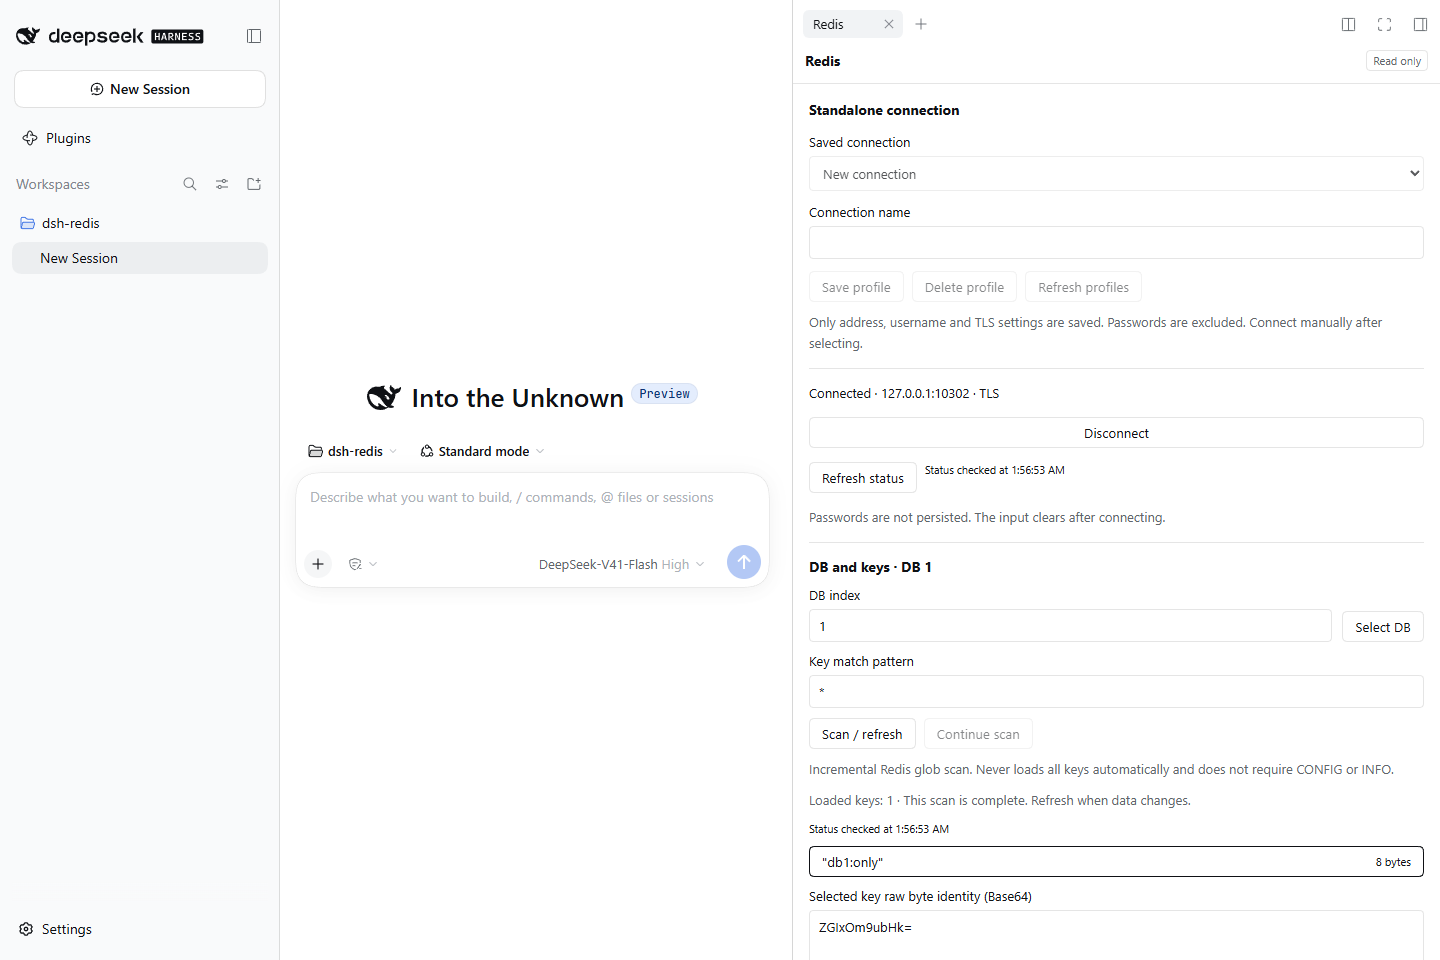 deepseek HARNESS
New Session
Plugins
Workspaces
dsh-redis
New Session
Settings
Into the Unknown Preview
dsh-redis Standard mode
Describe what you want to build, / commands, @ files or sessions
DeepSeek-V41-Flash High
Redis
Redis Read only
Standalone connection
Saved connection
New connection
Connection name
Save profile Delete profile Refresh profiles
Only address, username and TLS settings are saved. Passwords are excluded. Connect manually after
selecting.
Connected · 127.0.0.1:10302 · TLS
Disconnect
Refresh status Status checked at 1:56:53 AM
Passwords are not persisted. The input clears after connecting.
DB and keys · DB 1
DB index
1 Select DB
Key match pattern
*
Scan / refresh Continue scan
Incremental Redis glob scan. Never loads all keys automatically and does not require CONFIG or INFO.
Loaded keys: 1 · This scan is complete. Refresh when data changes.
Status checked at 1:56:53 AM
"db1:only" 8 bytes
Selected key raw byte identity (Base64)
ZGIxOm9ubHk=